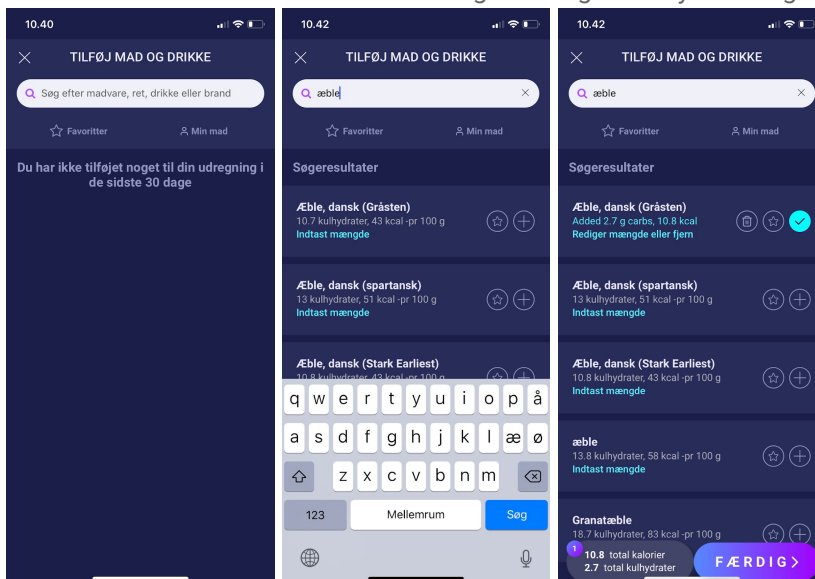 10.40
TILFØJ MAD OG DRIKKE
Søg efter madvare, ret, drikke eller brand
Favoritter
Min mad
Du har ikke tilføjet noget til din udregning i
de sidste 30 dage
10.42
TILFØJ MAD OG DRIKKE
æble
Favoritter
Min mad
Søgeresultater
Æble, dansk (Gråsten)
10.7 kulhydrater, 43 kcal -pr 100 g
Indtast mængde
Æble, dansk (spartansk)
13 kulhydrater, 51 kcal -pr 100 g
Indtast mængde
Æble, dansk (Stark Earliest)
10.8 kulhydrater, 43 kcal -pr 100 g
q w e r t y u i o p å
a s d f g h j k l æ ø
z x c v b n m
123 Mellemrum Søg
10.42
TILFØJ MAD OG DRIKKE
æble
Favoritter
Min mad
Søgeresultater
Æble, dansk (Gråsten)
Added 2.7 g carbs, 10.8 kcal
Rediger mængde eller fjern
Æble, dansk (spartansk)
13 kulhydrater, 51 kcal -pr 100 g
Indtast mængde
Æble, dansk (Stark Earliest)
10.8 kulhydrater, 43 kcal -pr 100 g
Indtast mængde
æble
13.8 kulhydrater, 58 kcal -pr 100 g
Indtast mængde
Granatæble
18.7 kulhydrater, 83 kcal -pr 100 g
1
10.8 total kalorier
2.7 total kulhydrater
FÆRDIG>